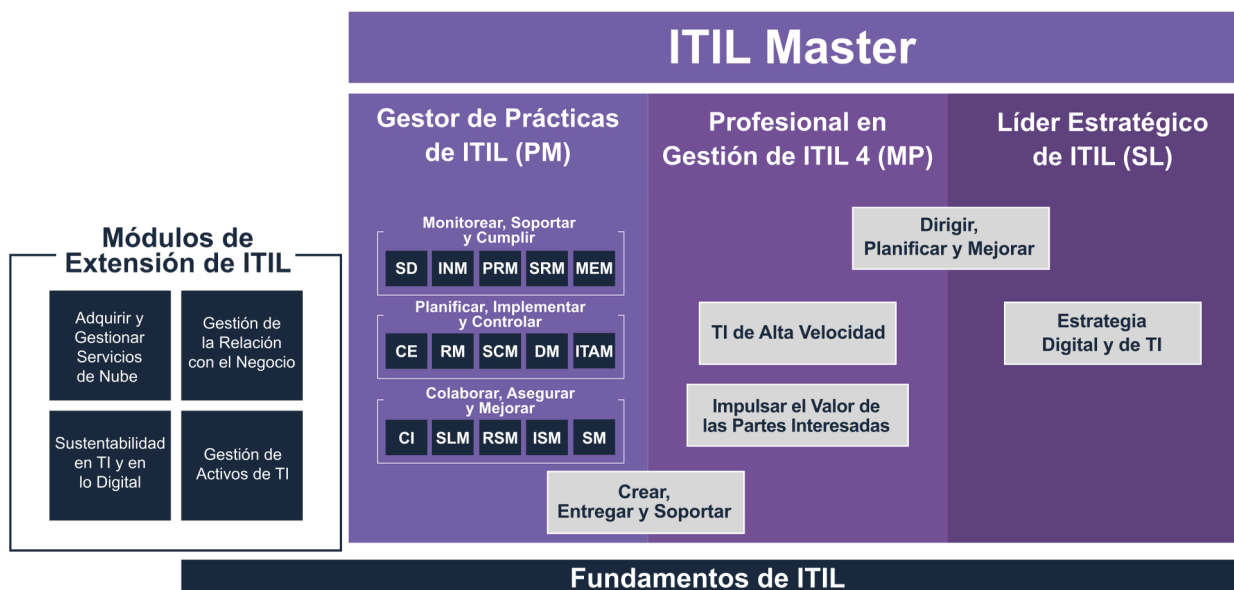 ITIL Master
Gestor de Prácticas
de ITIL (PM)
Profesional en
Gestión de ITIL 4 (MP)
Líder Estratégico
de ITIL (SL)
Módulos de
Extensión de ITIL
Adquirir y
Gestionar
Servicios
de Nube
Gestión de
la Relación
con el Negocio
Sustentabilidad
en TI y en
lo Digital
Gestión de
Activos de TI
Monitorear, Soportar
y Cumplir
SD INM PRM SRM MEM
Planificar, Implementar
y Controlar
CE RM SCM DM ITAM
Colaborar, Asegurar
y Mejorar
CI SLM RSM ISM SM
Dirigir,
Planificar y Mejorar
TI de Alta Velocidad
Estrategia
Digital y de TI
Impulsar el Valor de
las Partes Interesadas
Crear,
Entregar y Soportar
Fundamentos de ITIL